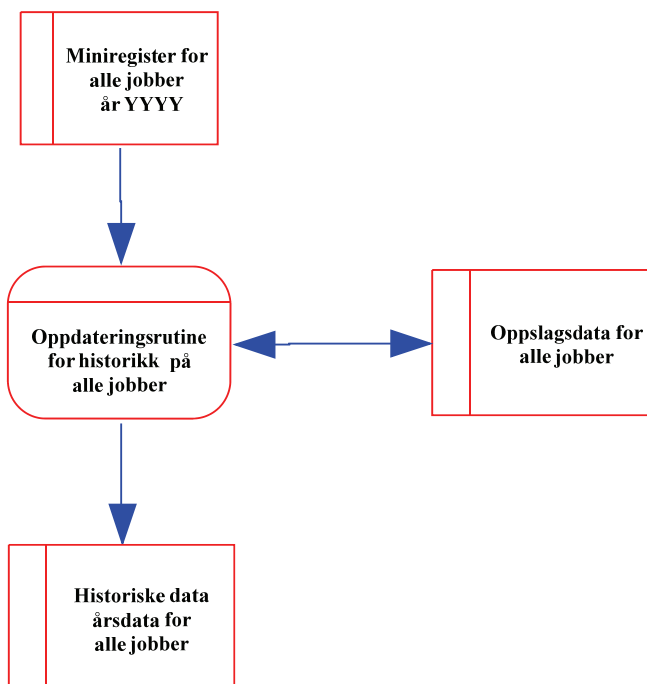 Miniregister for
alle jobber
år YYYY
Oppdateringsrutine
for historikk på
alle jobber
Oppslagsdata for
alle jobber
Historiske data
årsdata for
alle jobber